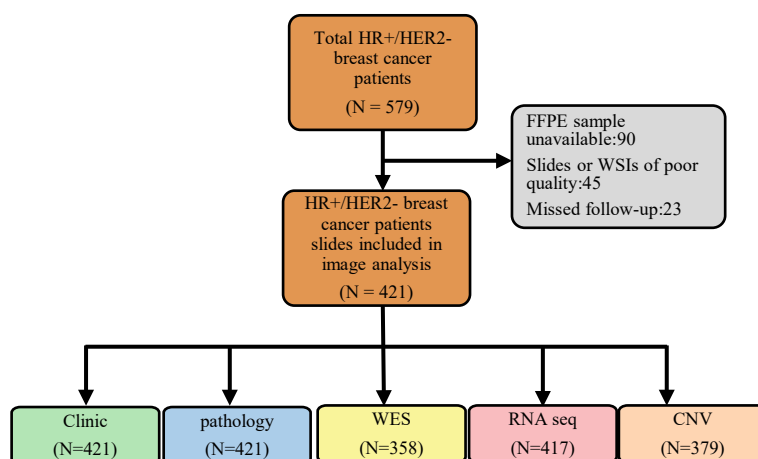 Total HR+/HER2-
breast cancer
patients
(N = 579)
FFPE sample
unavailable:90
Slides or WSIs of poor
quality:45
Missed follow-up:23
HR+/HER2- breast
cancer patients
slides included in
image analysis
(N = 421)
Clinic
(N=421)
pathology
(N=421)
WES
(N=358)
RNA seq
(N=417)
CNV
(N=379)